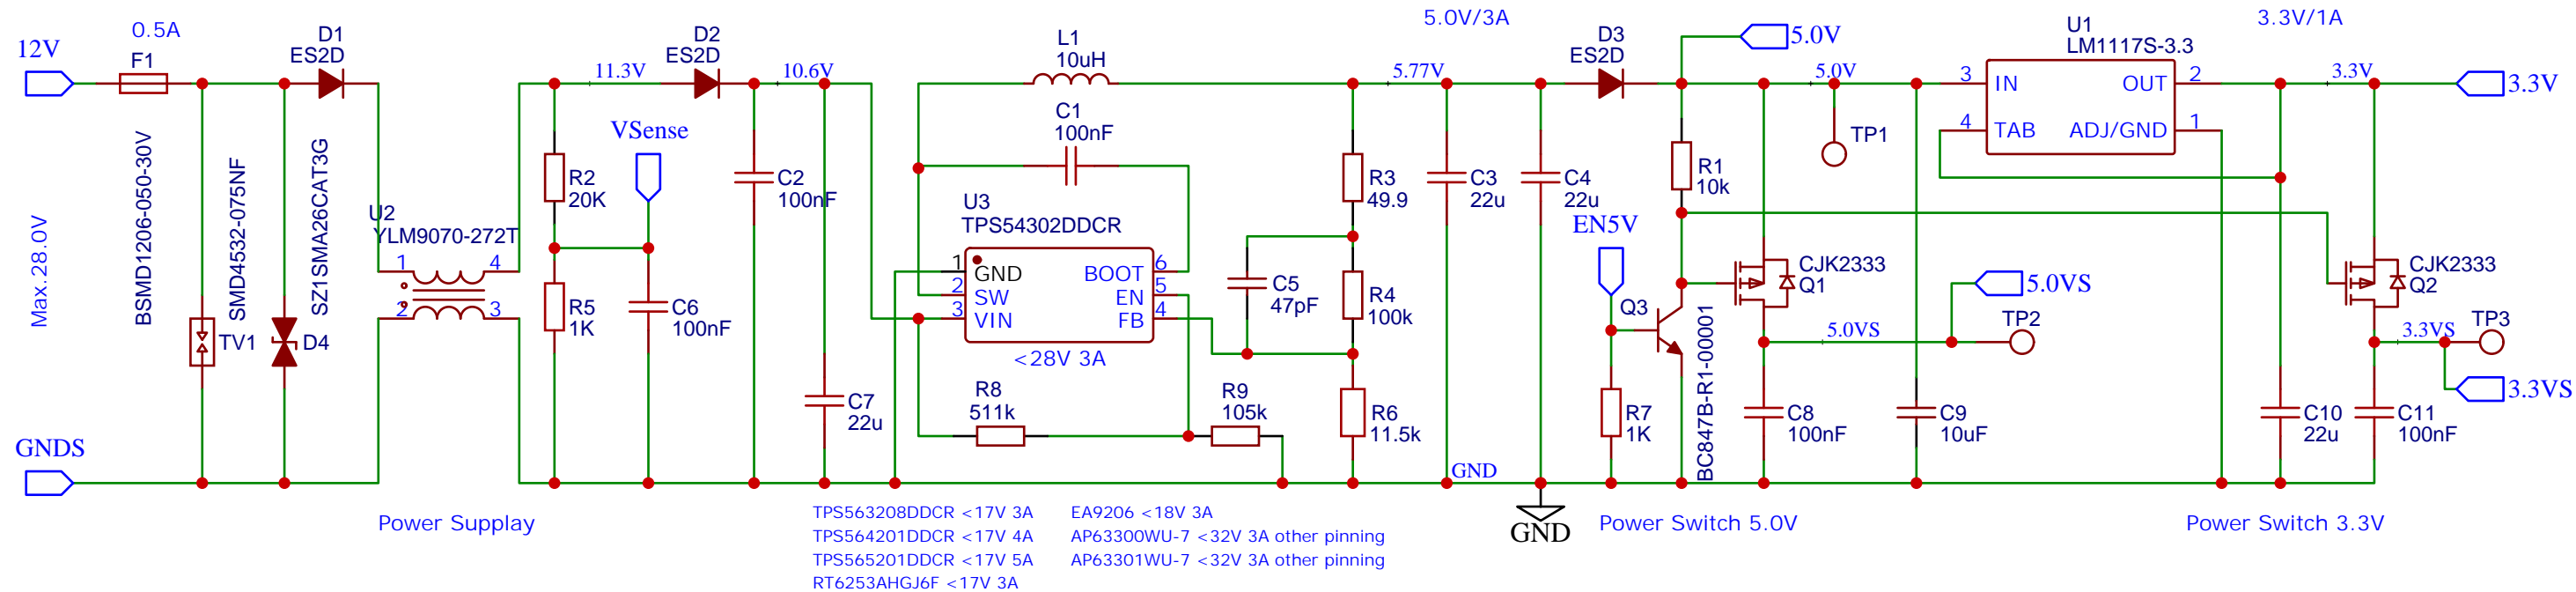 12V
0.5A
F1
D1
ES2D
11.3V
D2
ES2D
10.6V
L1
10uH
5.0V/3A
5.77V
D3
ES2D
5.0V
5.0V
U1
LM1117S-3.3
3.3V/1A
3 IN OUT 2
4 TAB ADJ/GND 1
3.3V
3.3V
TP1
Max.28.0V
BSMD1206-050-30V
SMD4532-075NF
SZ1SMA26CAT3G
TV1
D4
U2
YLM9070-272T
1 4
2 3
R2
20K
VSense
R5
1K
C6
100nF
C2
100nF
C7
22u
C1
100nF
U3
TPS54302DDCR
1 GND BOOT 6
2 SW EN 5
3 VIN FB 4
<28V 3A
R8
511k
R9
105k
C5
47pF
R3
49.9
R4
100k
R6
11.5k
C3
22u
C4
22u
GND
GND
R1
10k
EN5V
Q3
BC847B-R1-00001
R7
1K
CJK2333
Q1
5.0VS
5.0VS
TP2
C8
100nF
C9
10uF
CJK2333
Q2
3.3VS
TP3
3.3VS
C10
22u
C11
100nF
GNDS
Power Supplay
TPS563208DDCR <17V 3A
TPS564201DDCR <17V 4A
TPS565201DDCR <17V 5A
RT6253AHGJ6F <17V 3A
EA9206 <18V 3A
AP63300WU-7 <32V 3A other pinning
AP63301WU-7 <32V 3A other pinning
Power Switch 5.0V
Power Switch 3.3V